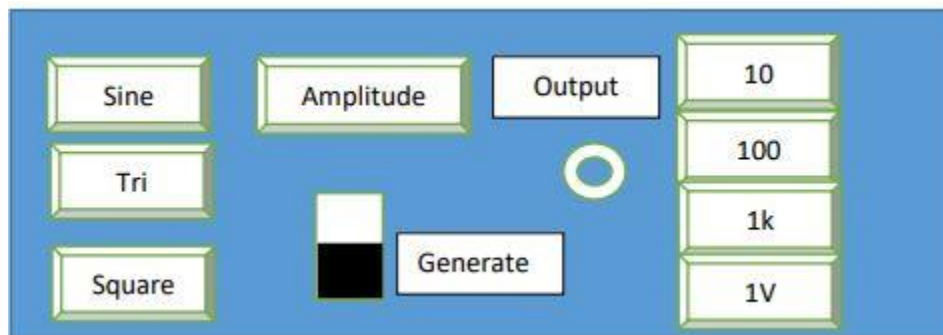 Sine
Tri
Square
Amplitude
Generate
Output
10
100
1k
1V